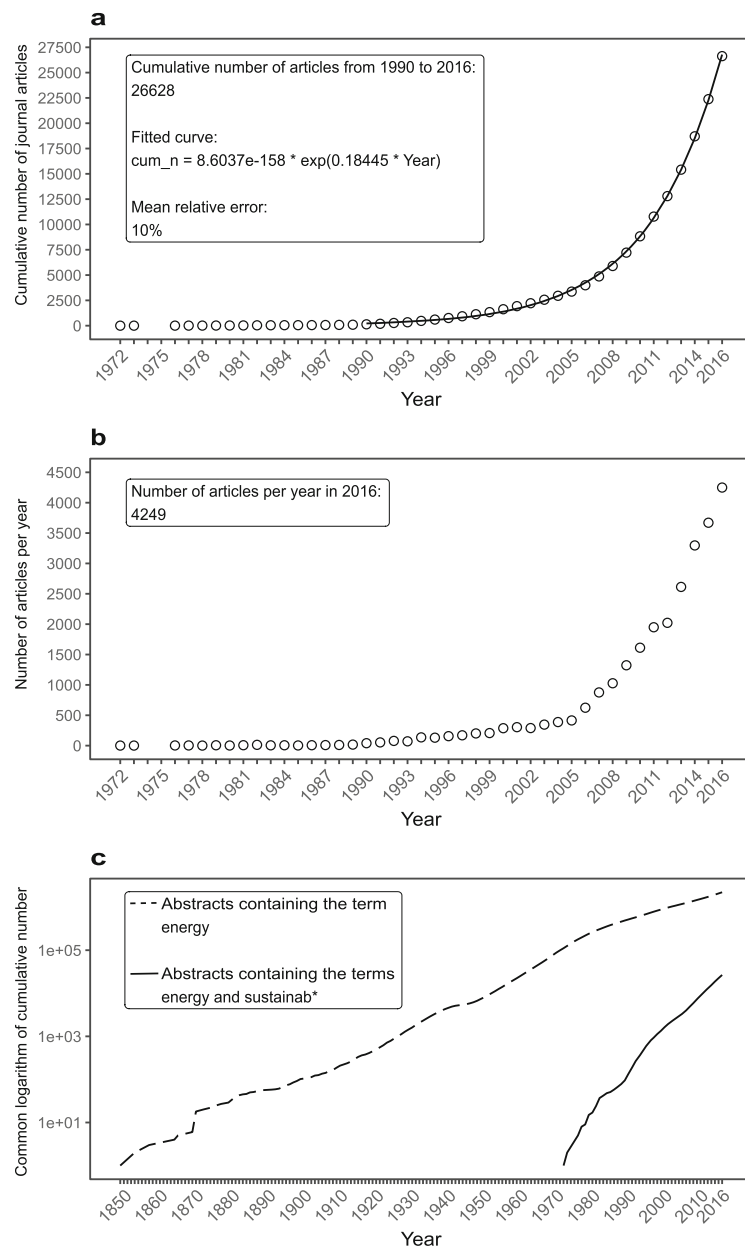 a
Cumulative number of journal articles
27500
25000
22500
20000
17500
15000
12500
10000
7500
5000
2500
0
Cumulative number of articles from 1990 to 2016:
26628
Fitted curve:
cum_n = 8.6037e-158 * exp(0.18445 * Year)
Mean relative error:
10%
1972 1975 1978 1981 1984 1987 1990 1993 1996 1999 2002 2005 2008 2011 2014 2016
Year
b
Number of articles per year
4500
4000
3500
3000
2500
2000
1500
1000
500
0
Number of articles per year in 2016:
4249
1972 1975 1978 1981 1984 1987 1990 1993 1996 1999 2002 2005 2008 2011 2014 2016
Year
c
Common logarithm of cumulative number
1e+05
1e+03
1e+01
Abstracts containing the term
energy
Abstracts containing the terms
energy and sustainab*
1850 1860 1870 1880 1890 1900 1910 1920 1930 1940 1950 1960 1970 1980 1990 2000 2010 2016
Year